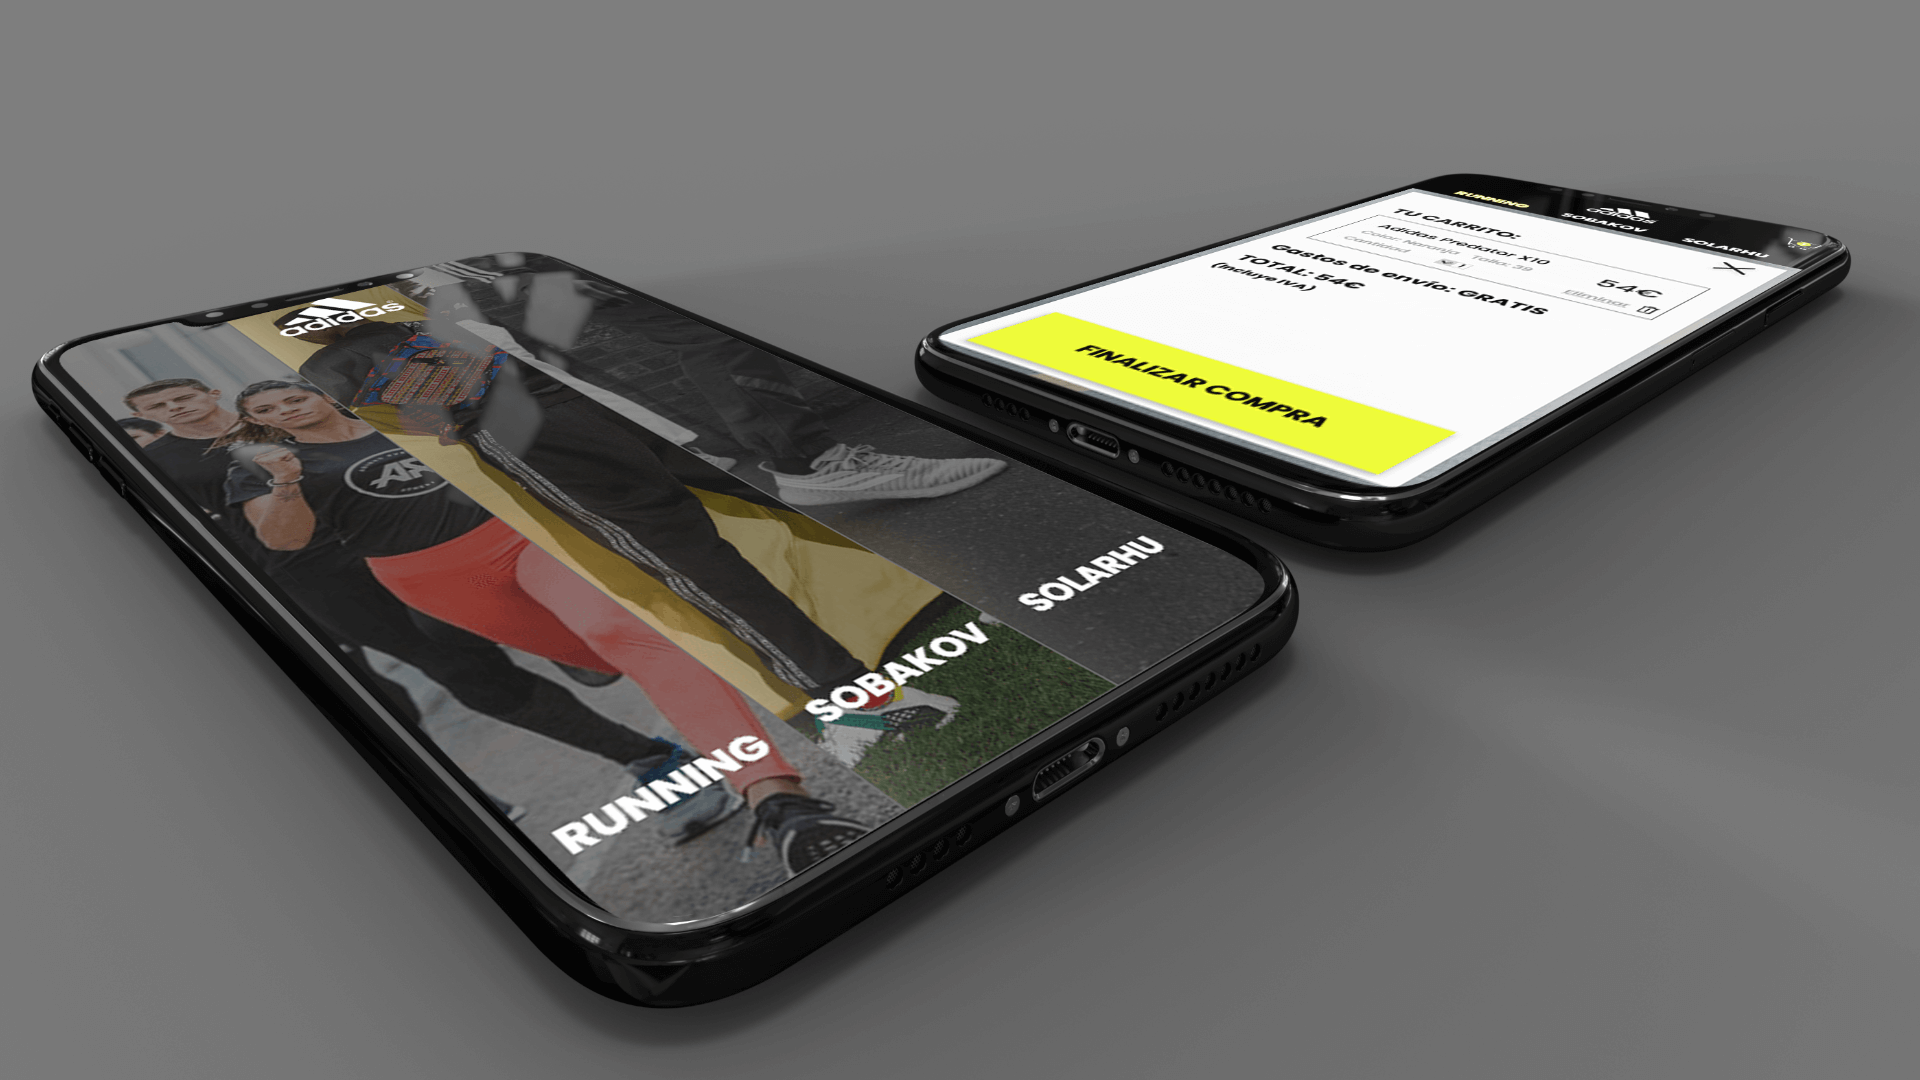 adidas
AR
RUNNING
SOBAKOV
SOLARHU
adidas
RUNNING
SOBAKOV
SOLARHU
TU CARRITO:
Adidas Predator X10
54€
Color: Naranja Talla: 39
Cantidad 1
Eliminar
Gastos de envío: GRATIS
TOTAL: 54€
(Incluye IVA)
FINALIZAR COMPRA